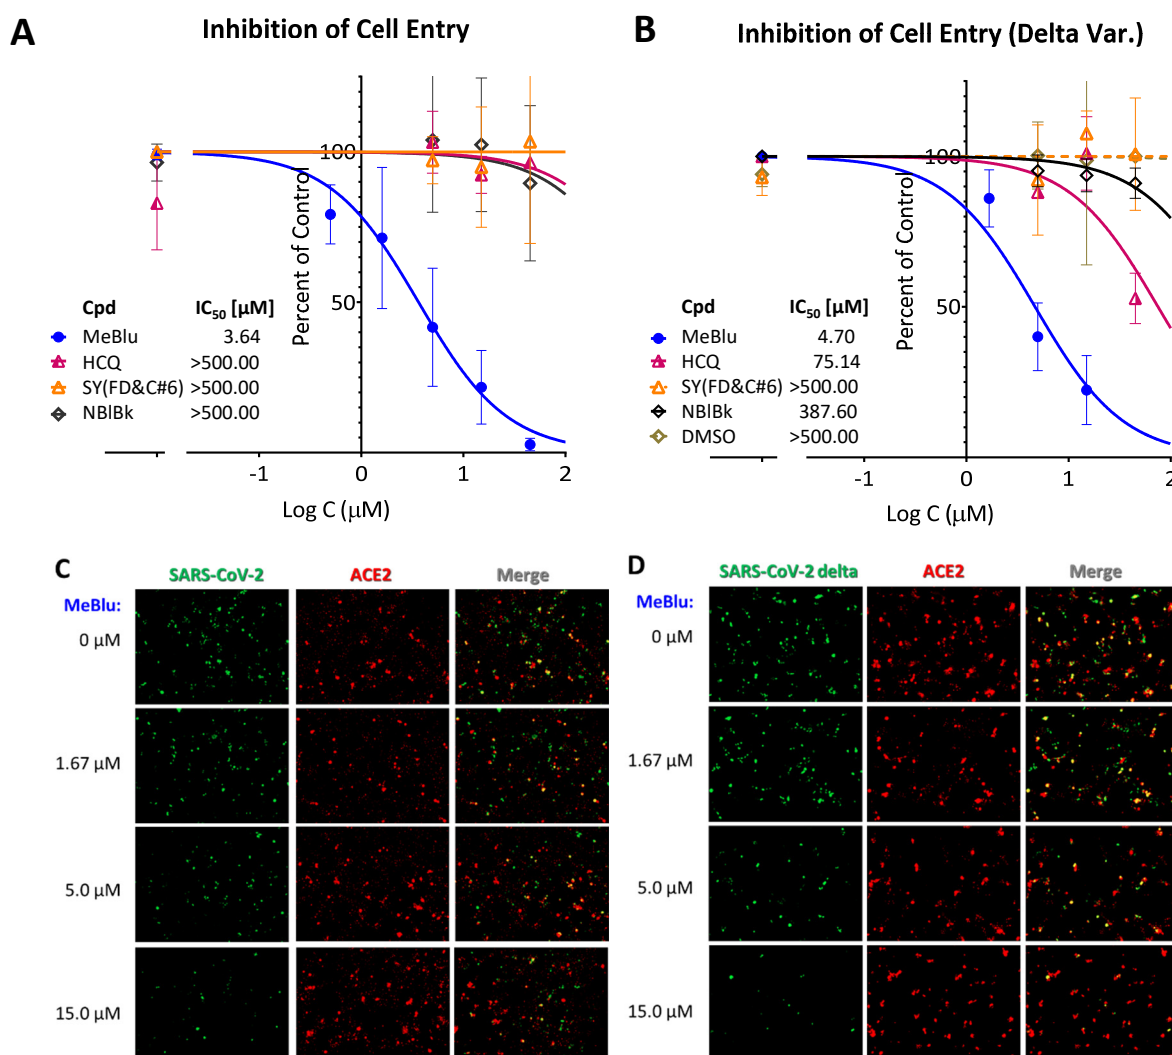 A
Inhibition of Cell Entry
100
50
Percent of Control
Cpd IC50 [μM]
MeBlu 3.64
HCQ >500.00
SY(FD&C#6) >500.00
NBlBk >500.00
-1 0 1 2
Log C (μM)
B
Inhibition of Cell Entry (Delta Var.)
100
50
Percent of Control
Cpd IC50 [μM]
MeBlu 4.70
HCQ 75.14
SY(FD&C#6) >500.00
NBlBk 387.60
DMSO >500.00
-1 0 1 2
Log C (μM)
C
SARS-CoV-2 ACE2 Merge
MeBlu:
0 μM
1.67 μM
5.0 μM
15.0 μM
D
SARS-CoV-2 delta ACE2 Merge
MeBlu:
0 μM
1.67 μM
5.0 μM
15.0 μM